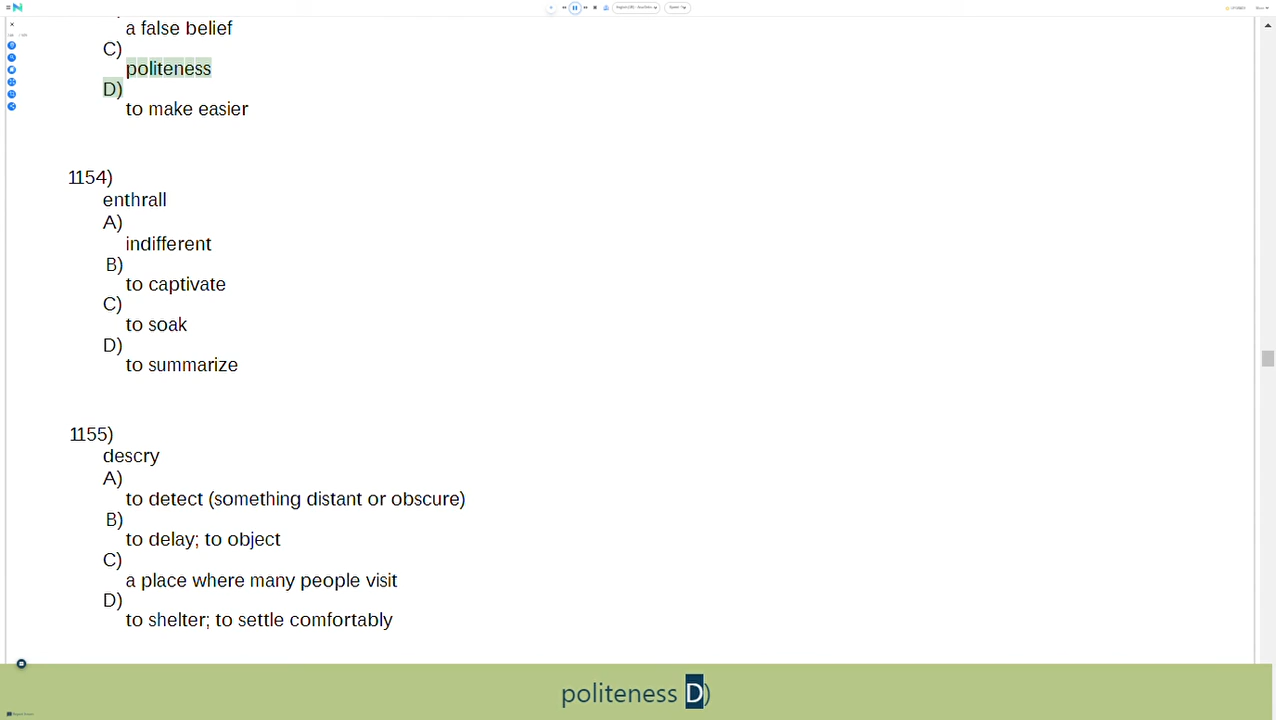 a false belief
C)
politeness
D)
to make easier
1154)
enthrall
A)
indifferent
B)
to captivate
C)
to soak
D)
to summarize
1155)
descry
A)
to detect (something distant or obscure)
B)
to delay; to object
C)
a place where many people visit
D)
to shelter; to settle comfortably
politeness D)